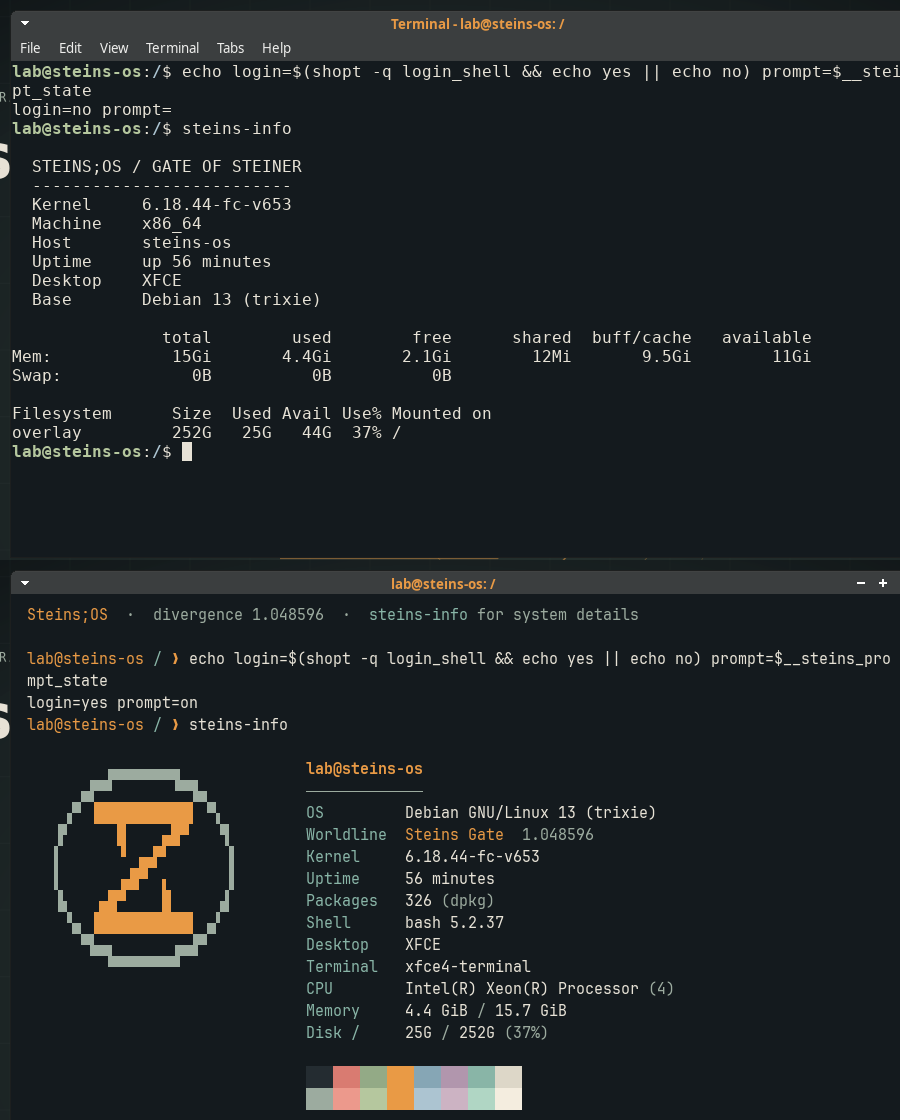 Terminal - lab@steins-os: /
File Edit View Terminal Tabs Help
lab@steins-os:/$ echo login=$(shopt -q login_shell && echo yes || echo no) prompt=$__stei
pt_state
login=no prompt=
lab@steins-os:/$ steins-info
STEINS;OS / GATE OF STEINER
--------------------------
Kernel 6.18.44-fc-v653
Machine x86_64
Host steins-os
Uptime up 56 minutes
Desktop XFCE
Base Debian 13 (trixie)
total used free shared buff/cache available
Mem: 15Gi 4.4Gi 2.1Gi 12Mi 9.5Gi 11Gi
Swap: 0B 0B 0B
Filesystem Size Used Avail Use% Mounted on
overlay 252G 25G 44G 37% /
lab@steins-os:/$
lab@steins-os: /
Steins;OS · divergence 1.048596 · steins-info for system details
lab@steins-os / ❯ echo login=$(shopt -q login_shell && echo yes || echo no) prompt=$__steins_pro
mpt_state
login=yes prompt=on
lab@steins-os / ❯ steins-info
lab@steins-os
OS Debian GNU/Linux 13 (trixie)
Worldline Steins Gate 1.048596
Kernel 6.18.44-fc-v653
Uptime 56 minutes
Packages 326 (dpkg)
Shell bash 5.2.37
Desktop XFCE
Terminal xfce4-terminal
CPU Intel(R) Xeon(R) Processor (4)
Memory 4.4 GiB / 15.7 GiB
Disk / 25G / 252G (37%)